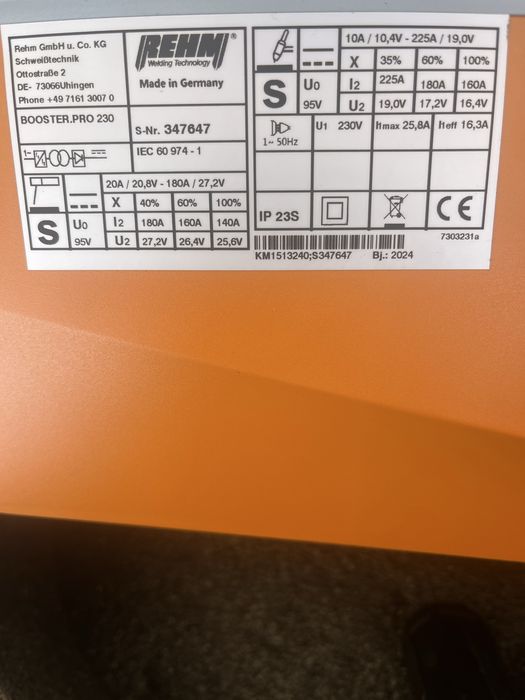 Rehm GmbH u. Co. KG
Schweißtechnik
Ottostraße 2
DE- 73066Uhingen
Phone +49 7161 3007 0
REHM®
Welding Technology
Made in Germany
BOOSTER.PRO 230
S-Nr. 347647
1~
IEC 60 974 - 1
20A / 20,8V - 180A / 27,2V
X 40% 60% 100%
S U0 95V
I2 180A 160A 140A
U2 27,2V 26,4V 25,6V
10A / 10,4V - 225A / 19,0V
X 35% 60% 100%
S U0 95V
I2 225A 180A 160A
U2 19,0V 17,2V 16,4V
1~ 50Hz
U1 230V
I1max 25,8A
I1eff 16,3A
IP 23S
CE
7303231a
KM1513240;S347647 Bj.: 2024